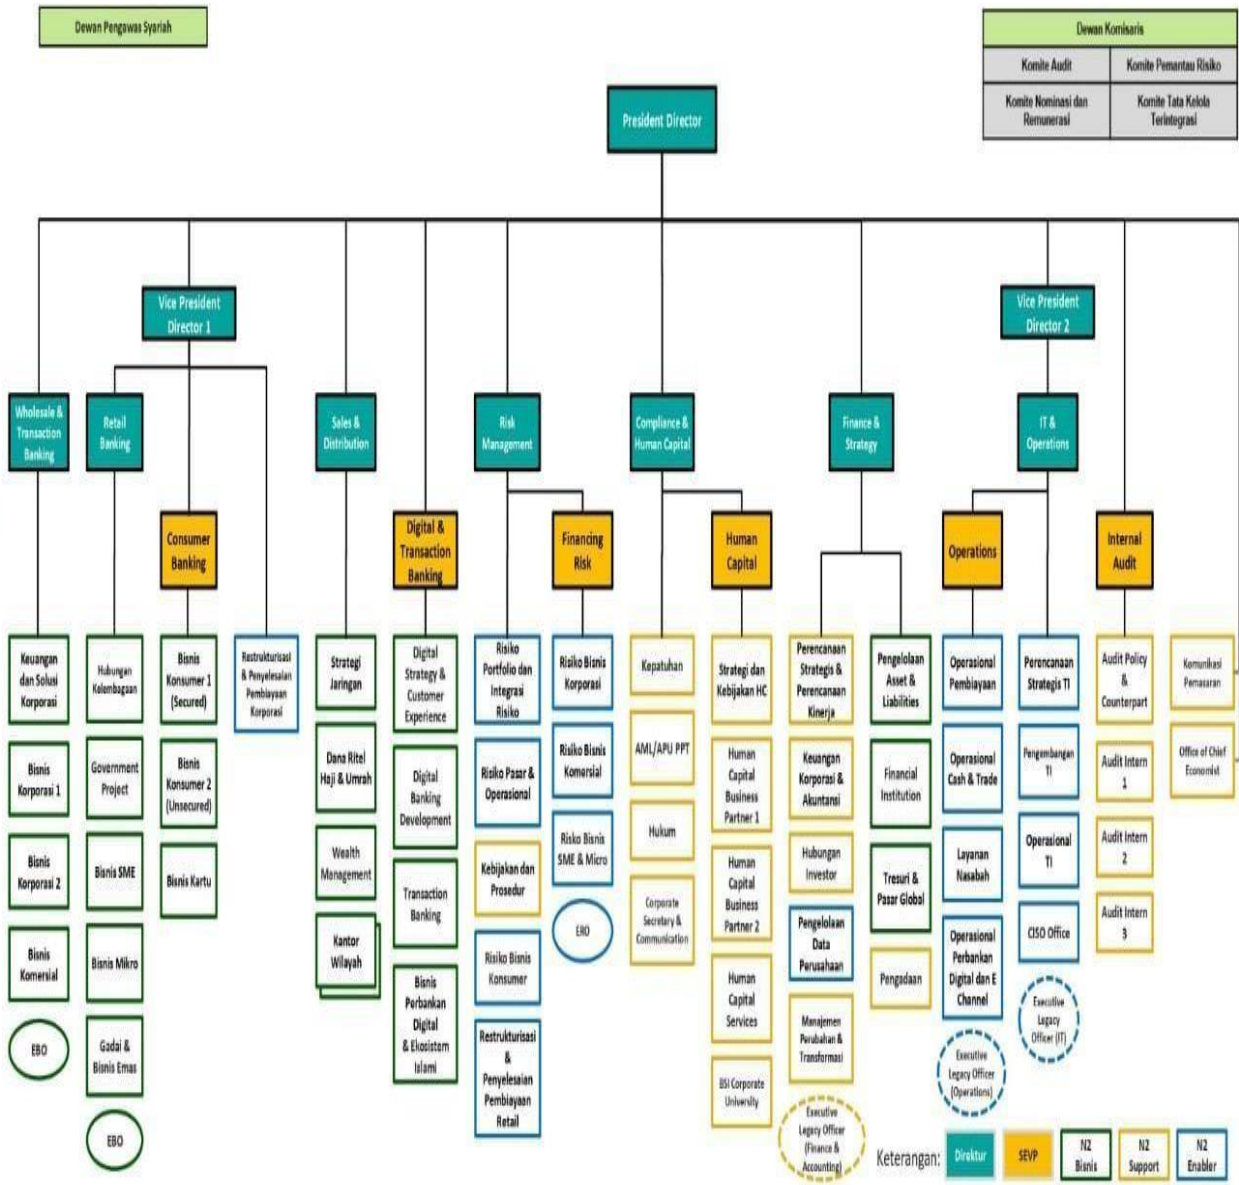 Dewan Pengawas Syariah
Dewan Komisaris
Komite Audit
Komite Pemantau Risiko
Komite Nominasi dan
Remunerasi
Komite Tata Kelola
Terintegrasi
President Director
Vice President
Director 1
Vice President
Director 2
Wholesale &
Transaction
Banking
Retail
Banking
Sales &
Distribution
Risk
Management
Compliance &
Human Capital
Finance &
Strategy
IT &
Operations
Consumer
Banking
Digital &
Transaction
Banking
Financing
Risk
Human
Capital
Operations
Internal
Audit
Keuangan
dan Solusi
Korporasi
Bisnis
Korporasi 1
Bisnis
Korporasi 2
Bisnis
Komersial
EBO
Hubungan
Kelembagaan
Government
Project
Bisnis SME
Bisnis Mikro
Gadai &
Bisnis Emas
EBO
Bisnis
Konsumer 1
(Secured)
Bisnis
Konsumer 2
(Unsecured)
Bisnis Kartu
Restrukturisasi
& Penyelesaian
Pembiayaan
Korporasi
Strategi
Jaringan
Dana Ritel
Haji & Umrah
Wealth
Management
Kantor
Wilayah
Digital
Strategy &
Customer
Experience
Digital
Banking
Development
Transaction
Banking
Bisnis
Perbankan
Digital
& Ekosistem
Islami
Risiko
Portfolio dan
Integrasi
Risiko
Risiko Pasar &
Operasional
Kebijakan dan
Prosedur
Risiko Bisnis
Konsumer
Restrukturisasi
&
Penyelesaian
Pembiayaan
Retail
Risiko Bisnis
Korporasi
Risiko Bisnis
Komersial
Risko Bisnis
SME & Micro
ERO
Kepatuhan
AML/APU PPT
Hukum
Corporate
Secretary &
Communication
Strategi dan
Kebijakan HC
Human
Capital
Business
Partner 1
Human
Capital
Business
Partner 2
Human
Capital
Services
BSI Corporate
University
Perencanaan
Strategis &
Perencanaan
Kinerja
Keuangan
Korporasi &
Akuntansi
Hubungan
Investor
Pengelolaan
Data
Perusahaan
Manajemen
Perubahan &
Transformasi
Executive
Legacy Officer
(Finance &
Accounting)
Pengelolaan
Asset &
Liabilities
Financial
Institution
Tresuri &
Pasar Global
Pengadaan
Operasional
Pembiayaan
Operasional
Cash & Trade
Layanan
Nasabah
Operasional
Perbankan
Digital dan E
Channel
Executive
Legacy Officer
(Operations)
Perencanaan
Strategis TI
Pengembangan
TI
Operasional
TI
CISO Office
Executive
Legacy
Officer (IT)
Audit Policy
&
Counterpart
Audit Intern
1
Audit Intern
2
Audit Intern
3
Komunikasi
Pemasaran
Office of Chief
Economist
Keterangan:
Direktur
SEVP
N2
Bisnis
N2
Support
N2
Enabler